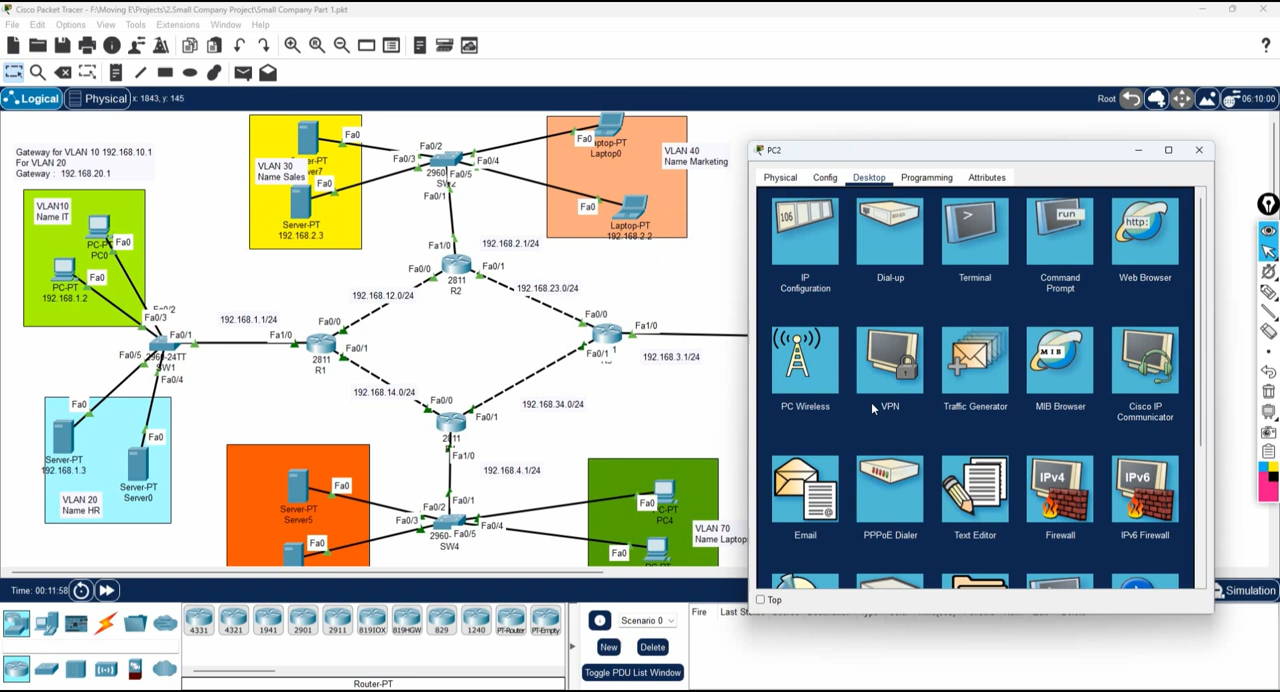 Cisco Packet Tracer - F:\Moving E\Projects\2.Small Company Project\Small Company Part 1.pkt
File Edit Options View Tools Extensions Window Help
Logical Physical x: 1843, y: 145
Root 06:10:00
Gateway for VLAN 10 192.168.10.1
For VLAN 20
Gateway : 192.168.20.1
VLAN10
Name IT
Fa0
PC0
Fa0
PC-PT
192.168.1.2
Fa0/3
Fa0/1
Fa0/5
SW1
Fa0/4
Fa0
Server-PT
192.168.1.3
Fa0
Server-PT
Server0
VLAN 20
Name HR
192.168.1.1/24
Fa1/0
Fa0/0
Fa0/1
2811
R1
VLAN 30
Name Sales
Fa0
Fa0
Server-PT
192.168.2.3
Fa0/2
Fa0/3
Fa0/4
2960
Fa0/5
Fa0/1
Fa0
Laptop0
VLAN 40
Name Marketing
Fa0
Laptop-PT
192.168.2.2
Fa1/0
192.168.2.1/24
Fa0/0
Fa0/1
2811
R2
192.168.12.0/24
192.168.23.0/24
Fa0/0
Fa1/0
Fa0/1
192.168.3.1/24
192.168.14.0/24
Fa0/0
Fa0/1
192.168.34.0/24
Fa1/0
192.168.4.1/24
Fa0/1
Fa0/2
Fa0/3
Fa0/4
2960-
Fa0/5
SW4
Fa0
Server-PT
Server5
Fa0
Fa0
PC4
Fa0
VLAN 70
Name Laptop
PC2
Physical Config Desktop Programming Attributes
106
IP
Configuration
Dial-up
Terminal
run
Command
Prompt
http:
Web Browser
PC Wireless
VPN
Traffic Generator
MIB
MIB Browser
Cisco IP
Communicator
Email
PPPoE Dialer
Text Editor
IPv4
Firewall
IPv6
IPv6 Firewall
Top
Time: 00:11:58
Simulation
4331 4321 1941 2901 2911 819IOX 819HGW 829 1240 PT-Router PT-Empty
Router-PT
Scenario 0
New Delete
Toggle PDU List Window
Fire